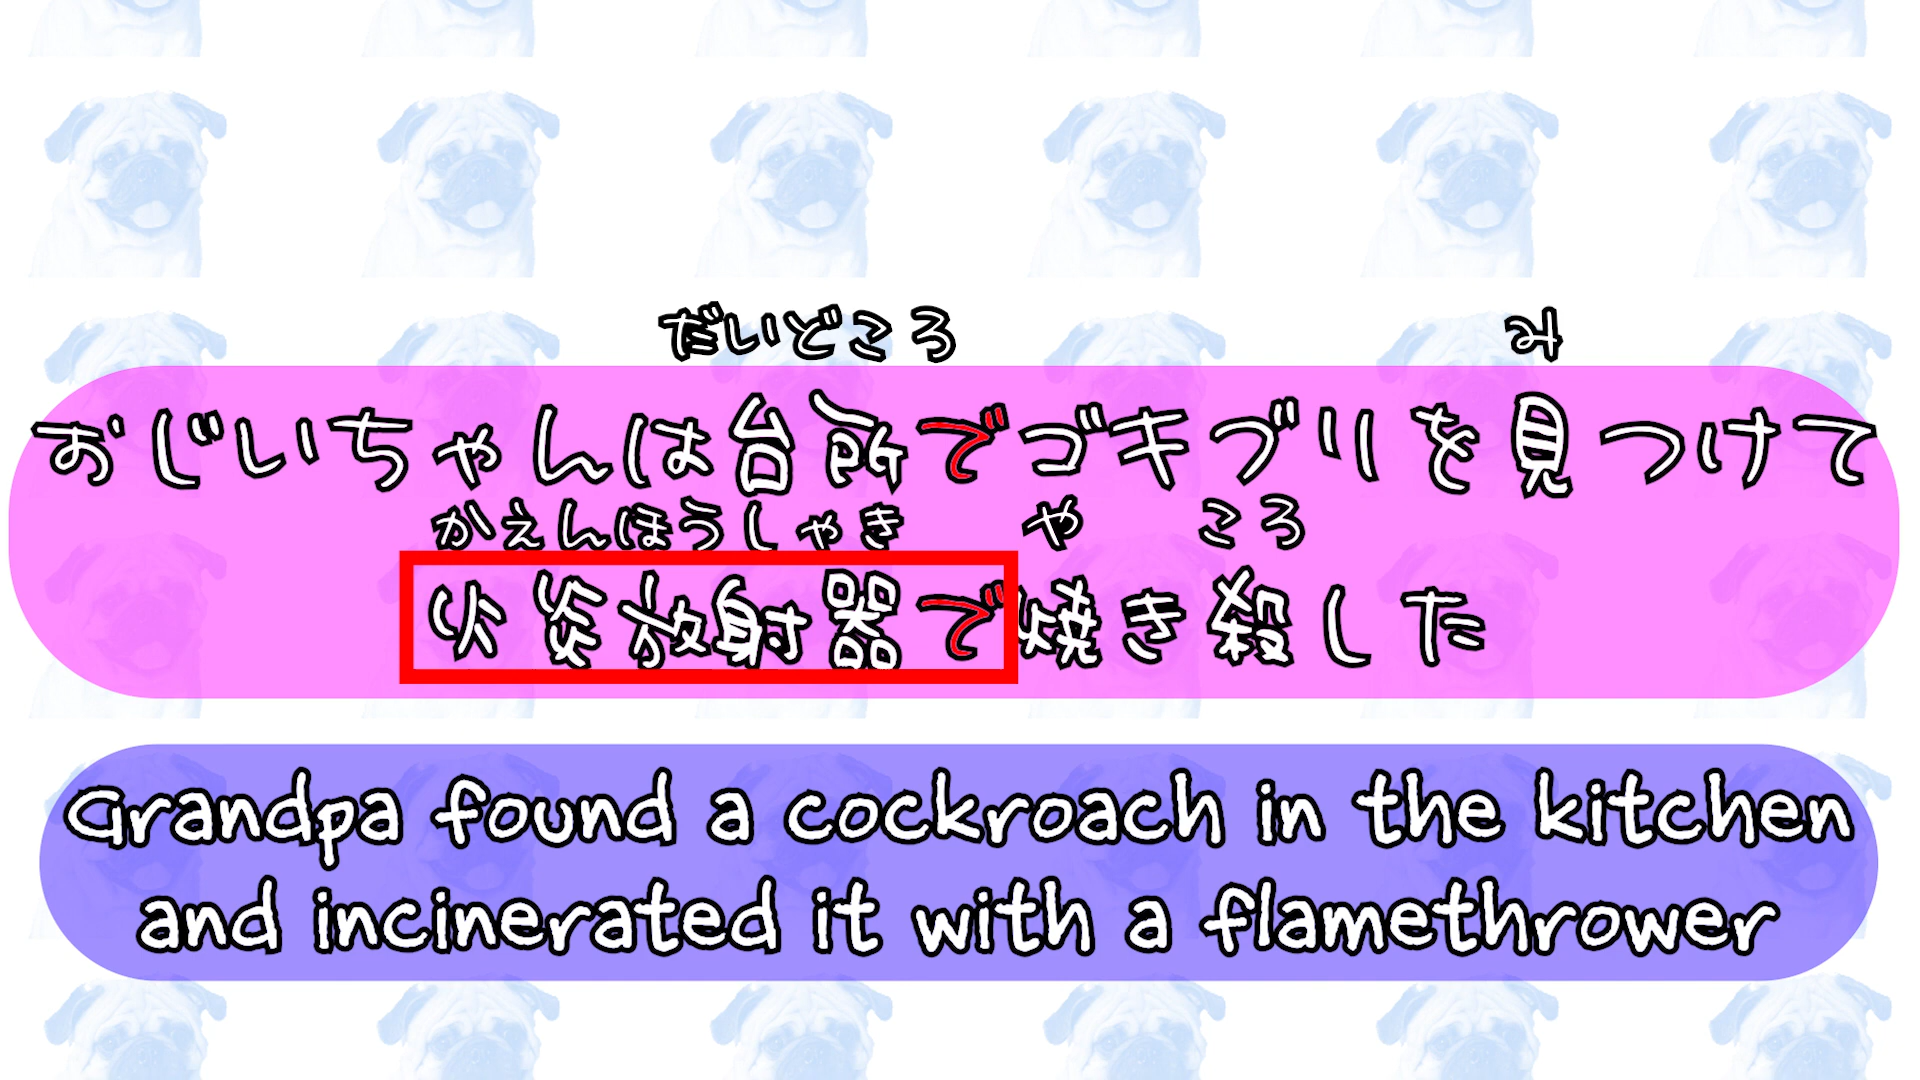 だいどころ み
おじいちゃんは台所でゴキブリを見つけて
かえんほうしゃき や ころ
火炎放射器で焼き殺した
Grandpa found a cockroach in the kitchen
and incinerated it with a flamethrower